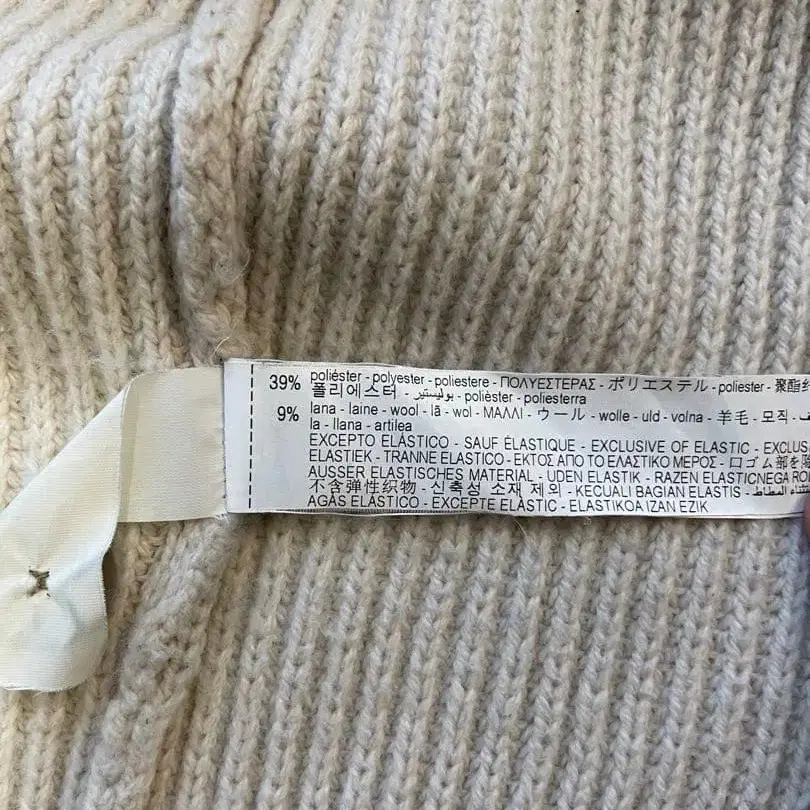 39% poliéster - polyester - poliestere - ΠΟΛΥΕΣΤΕΡΑΣ - ポリエステル - poliester - 聚酯纤
폴리에스터 - بوليستير - polièster - poliesterra
9% lana - laine - wool - lã - wol - ΜΑΛΛΙ - ウール - wolle - uld - volna - 羊毛 - 모직 -
la - llana - artilea
EXCEPTO ELÁSTICO - SAUF ÉLASTIQUE - EXCLUSIVE OF ELASTIC - EXCLUS
ELASTIEK - TRANNE ELASTICO - ΕΚΤΟΣ ΑΠΟ ΤΟ ΕΛΑΣΤΙΚΟ ΜΕΡΟΣ - 口ゴム部を除
AUSSER ELASTISCHES MATERIAL - UDEN ELASTIK - RAZEN ELASTICNEGA RO
不含弹性织物 - 신축성 소재 제외 - KECUALI BAGIAN ELASTIS -
AGÁS ELÁSTICO - EXCEPTE ELÀSTIC - ELASTIKOA IZAN EZIK